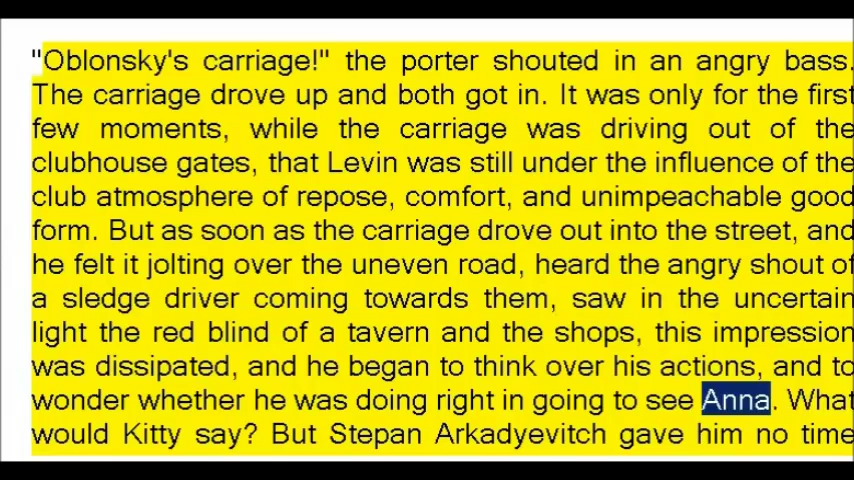 "Oblonsky's carriage!" the porter shouted in an angry bass.
The carriage drove up and both got in. It was only for the first
few moments, while the carriage was driving out of the
clubhouse gates, that Levin was still under the influence of the
club atmosphere of repose, comfort, and unimpeachable good
form. But as soon as the carriage drove out into the street, and
he felt it jolting over the uneven road, heard the angry shout of
a sledge driver coming towards them, saw in the uncertain
light the red blind of a tavern and the shops, this impression
was dissipated, and he began to think over his actions, and to
wonder whether he was doing right in going to see Anna. What
would Kitty say? But Stepan Arkadyevitch gave him no time